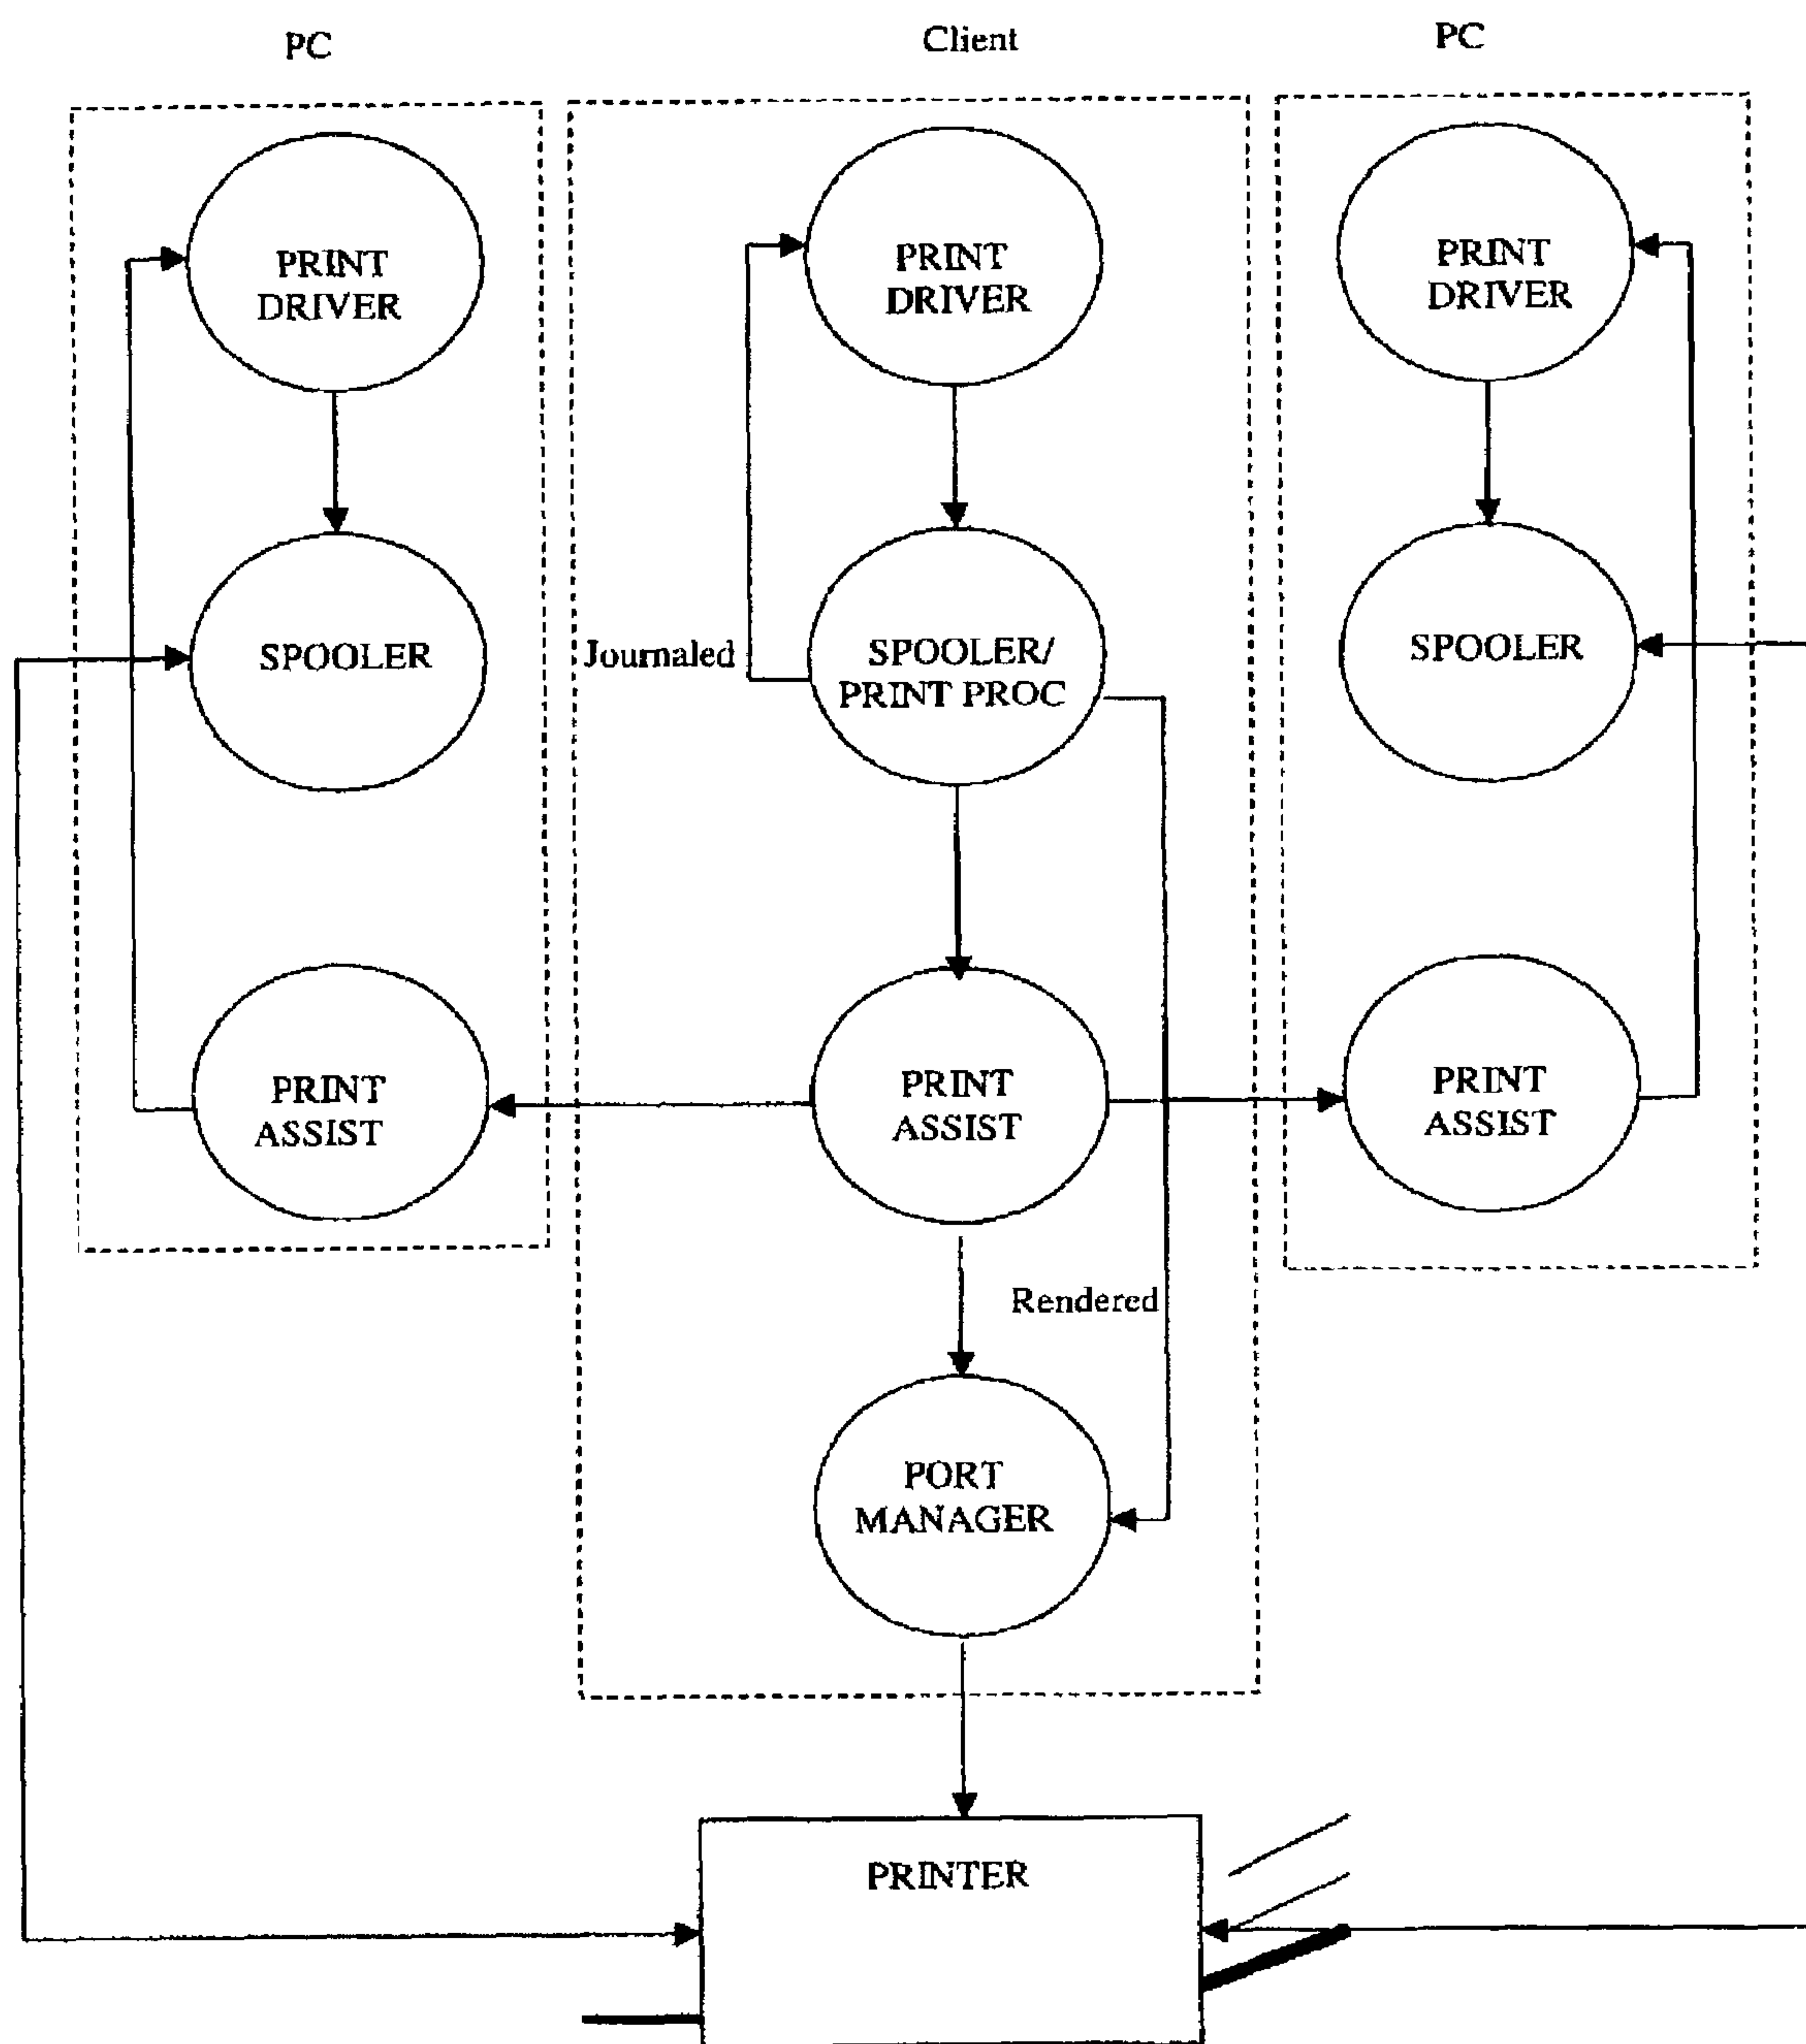 PC
Client
PC
PRINT
DRIVER
PRINT
DRIVER
PRINT
DRIVER
SPOOLER
Journaled
SPOOLER/
PRINT PROC
SPOOLER
PRINT
ASSIST
PRINT
ASSIST
PRINT
ASSIST
Rendered
PORT
MANAGER
PRINTER